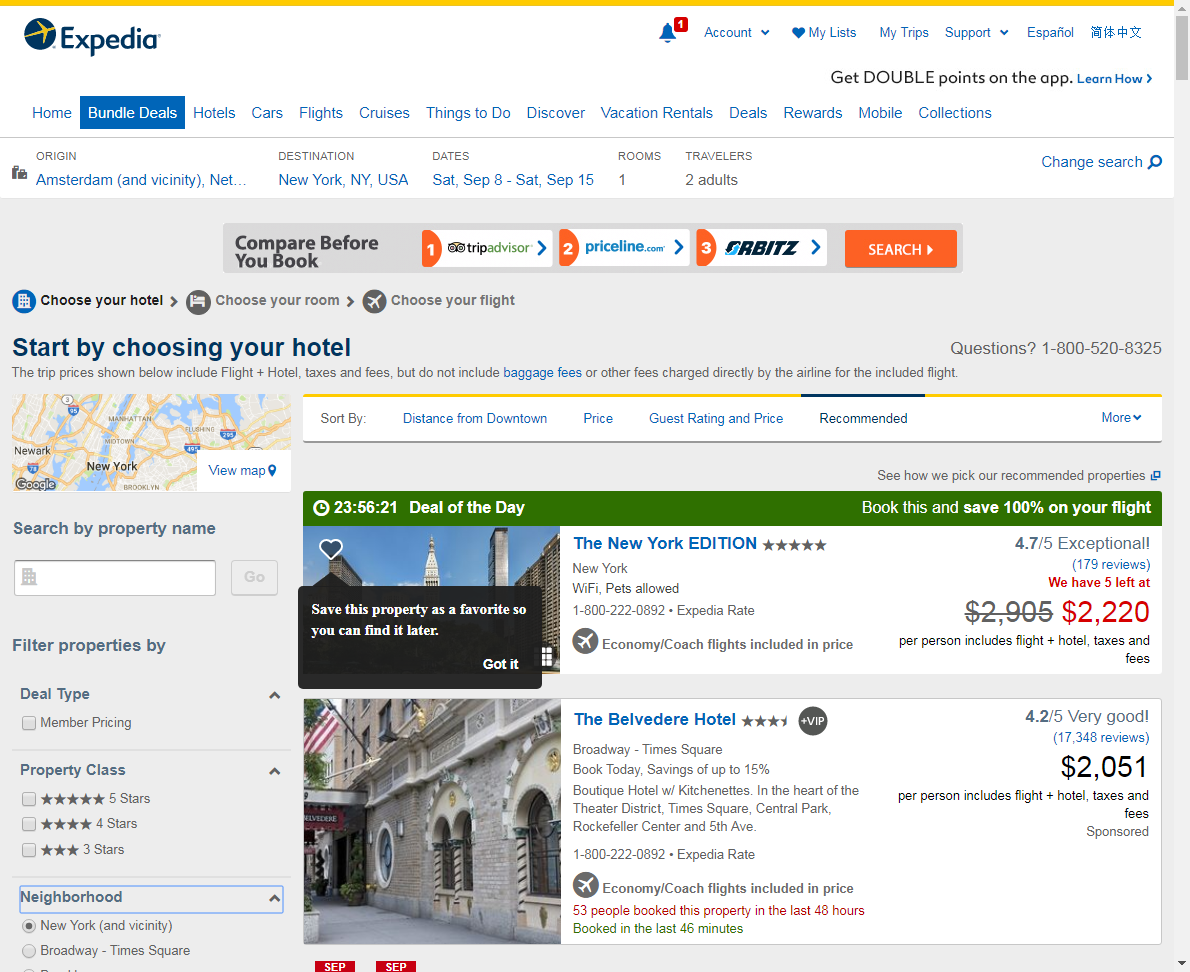 Expedia
1
Account
My Lists
My Trips
Support
Español
简体中文
Get DOUBLE points on the app. Learn How
Home
Bundle Deals
Hotels
Cars
Flights
Cruises
Things to Do
Discover
Vacation Rentals
Deals
Rewards
Mobile
Collections
ORIGIN
Amsterdam (and vicinity), Net...
DESTINATION
New York, NY, USA
DATES
Sat, Sep 8 - Sat, Sep 15
ROOMS
1
TRAVELERS
2 adults
Change search
Compare Before
You Book
1 tripadvisor
2 priceline.com
3 ORBITZ
SEARCH
Choose your hotel
Choose your room
Choose your flight
Start by choosing your hotel
Questions? 1-800-520-8325
The trip prices shown below include Flight + Hotel, taxes and fees, but do not include baggage fees or other fees charged directly by the airline for the included flight.
3
95
MANHATTAN
FLUSHING
295
MIDTOWN
495
Newark
78
New York
BROOKLYN
Google
View map
Sort By:
Distance from Downtown
Price
Guest Rating and Price
Recommended
More
See how we pick our recommended properties
Search by property name
Go
Filter properties by
Deal Type
Member Pricing
Property Class
5 Stars
4 Stars
3 Stars
Neighborhood
New York (and vicinity)
Broadway - Times Square
23:56:21 Deal of the Day
Book this and save 100% on your flight
Save this property as a favorite so
you can find it later.
Got it
The New York EDITION
New York
WiFi, Pets allowed
1-800-222-0892 • Expedia Rate
Economy/Coach flights included in price
4.7/5 Exceptional!
(179 reviews)
We have 5 left at
$2,905 $2,220
per person includes flight + hotel, taxes and
fees
BELVEDERE
The Belvedere Hotel
+VIP
Broadway - Times Square
Book Today, Savings of up to 15%
Boutique Hotel w/ Kitchenettes. In the heart of the
Theater District, Times Square, Central Park,
Rockefeller Center and 5th Ave.
1-800-222-0892 • Expedia Rate
Economy/Coach flights included in price
53 people booked this property in the last 48 hours
Booked in the last 46 minutes
4.2/5 Very good!
(17,348 reviews)
$2,051
per person includes flight + hotel, taxes and
fees
Sponsored
SEP
SEP